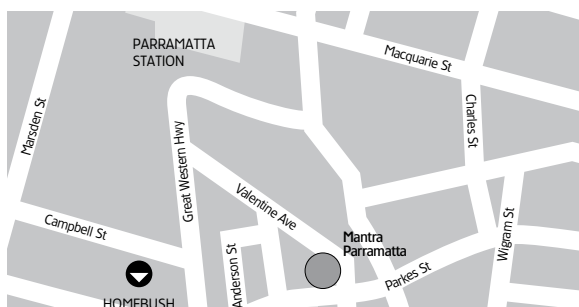 PARRAMATTA
STATION
Macquarie St
Marsden St
Great Western Hwy
Charles St
Valentine Ave
Campbell St
Anderson St
Mantra
Parramatta
Parkes St
Wigram St
HOMEBUSH